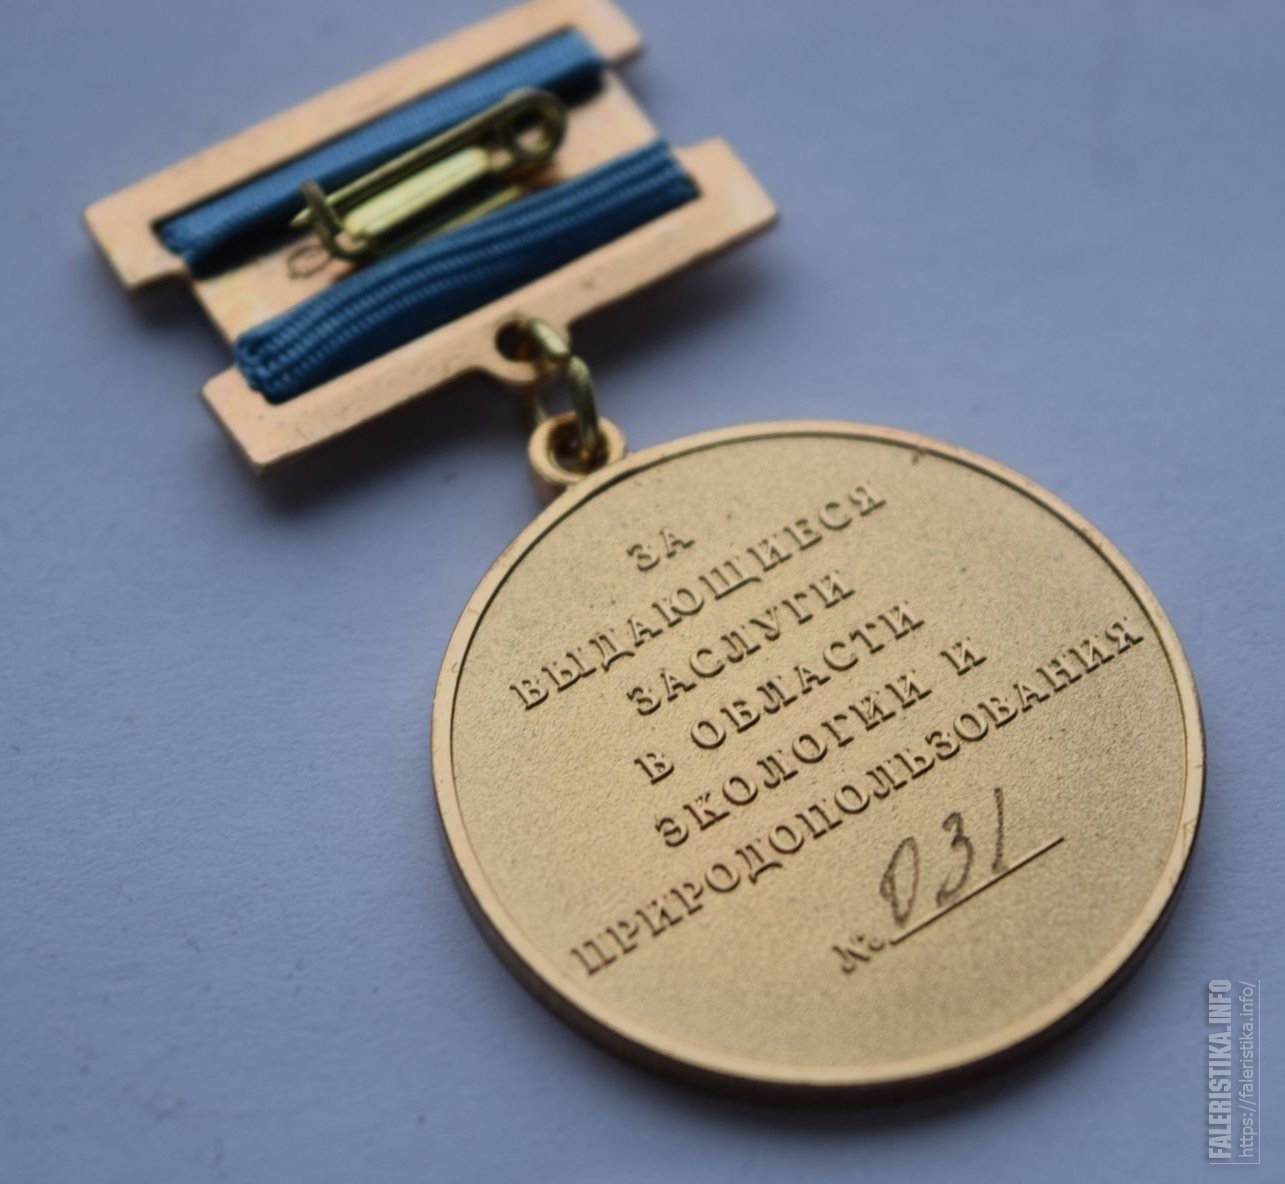 ЗА
ВЫДАЮЩИЕСЯ
ЗАСЛУГИ
В ОБЛАСТИ
ЭКОЛОГИИ И
ПРИРОДОПОЛЬЗОВАНИЯ
№ 031
FALERISTIKA.INFO
https://faleristika.info/